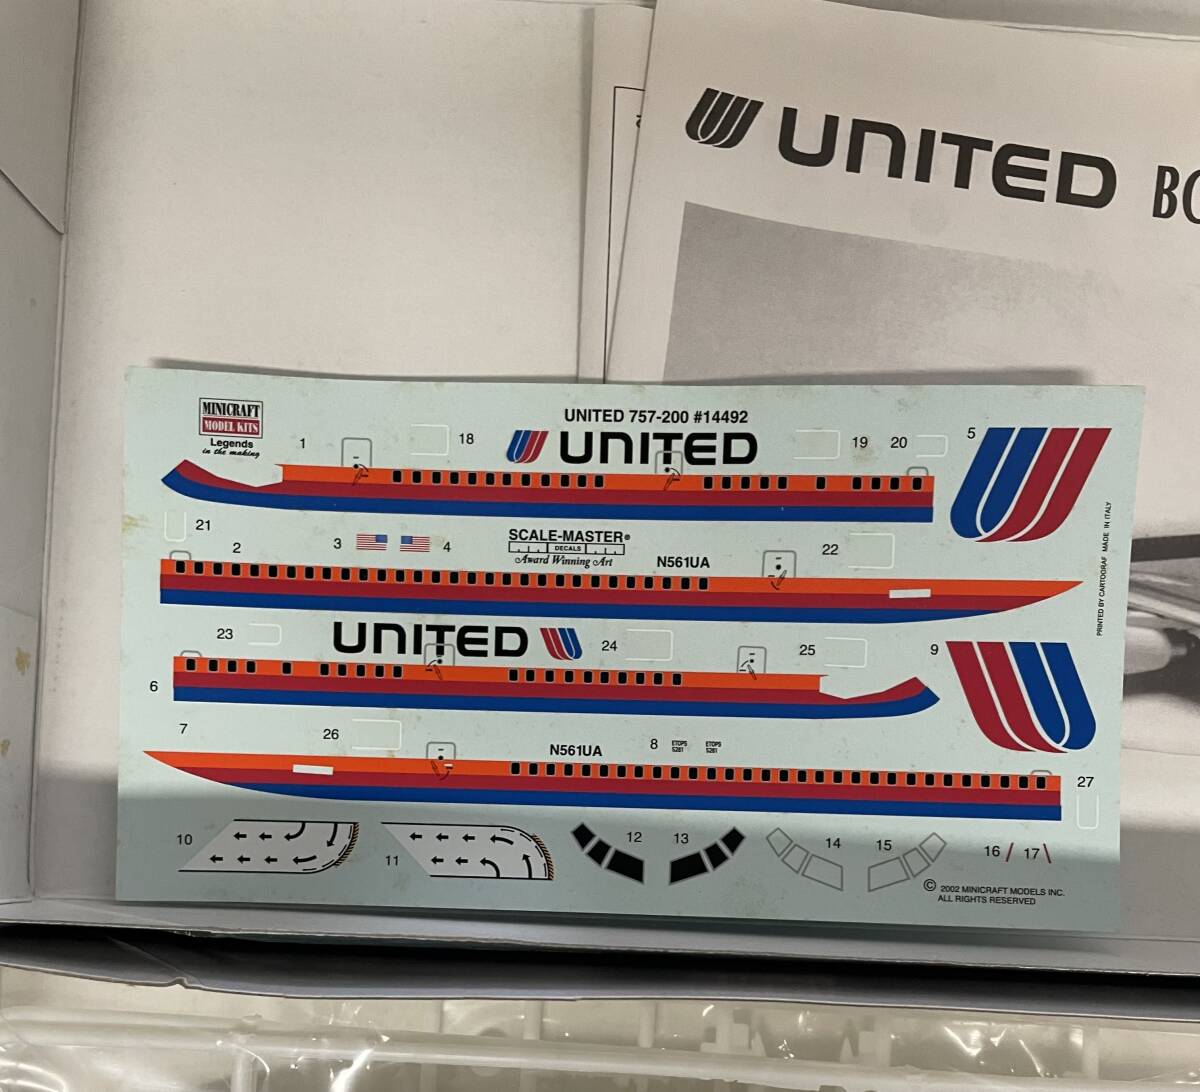 UNITED BO
MINICRAFT
MODEL KITS
Legends
in the making
UNITED 757-200 #14492
UNITED
1
18
19
20
5
21
2
3
4
SCALE-MASTER®
DECALS
Award Winning Art
N561UA
22
PRINTED BY CARTOGRAF MADE IN ITALY
23
UNITED
24
25
9
6
7
26
N561UA
8
ETOPS
5261
ETOPS
5261
27
10
11
12
13
14
15
16
17
© 2002 MINICRAFT MODELS INC.
ALL RIGHTS RESERVED